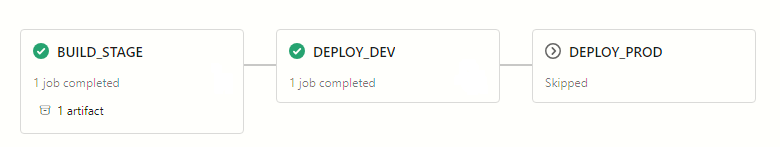 BUILD_STAGE
1 job completed
1 artifact
DEPLOY_DEV
1 job completed
DEPLOY_PROD
Skipped